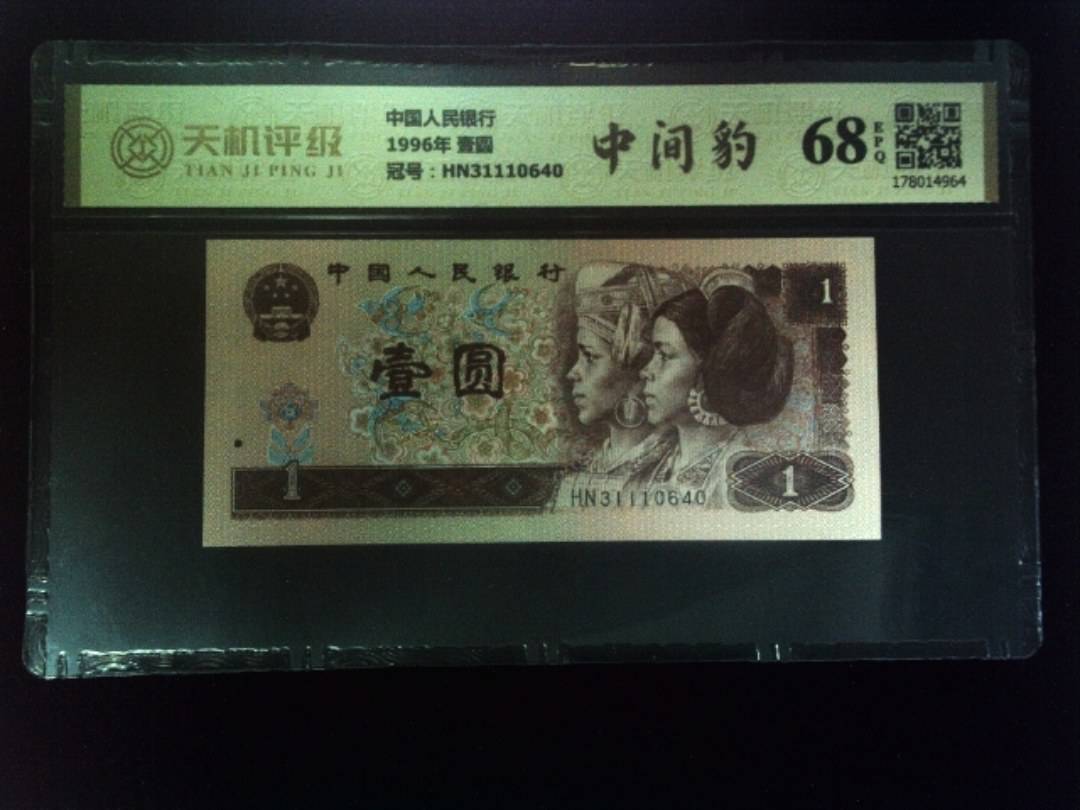 天机评级
TIAN JI PING JI
中国人民银行
1996年 壹圆
冠号：HN31110640
中间豹
68
EPQ
178014964
中国人民银行
1
壹圆
1
HN31110640
1